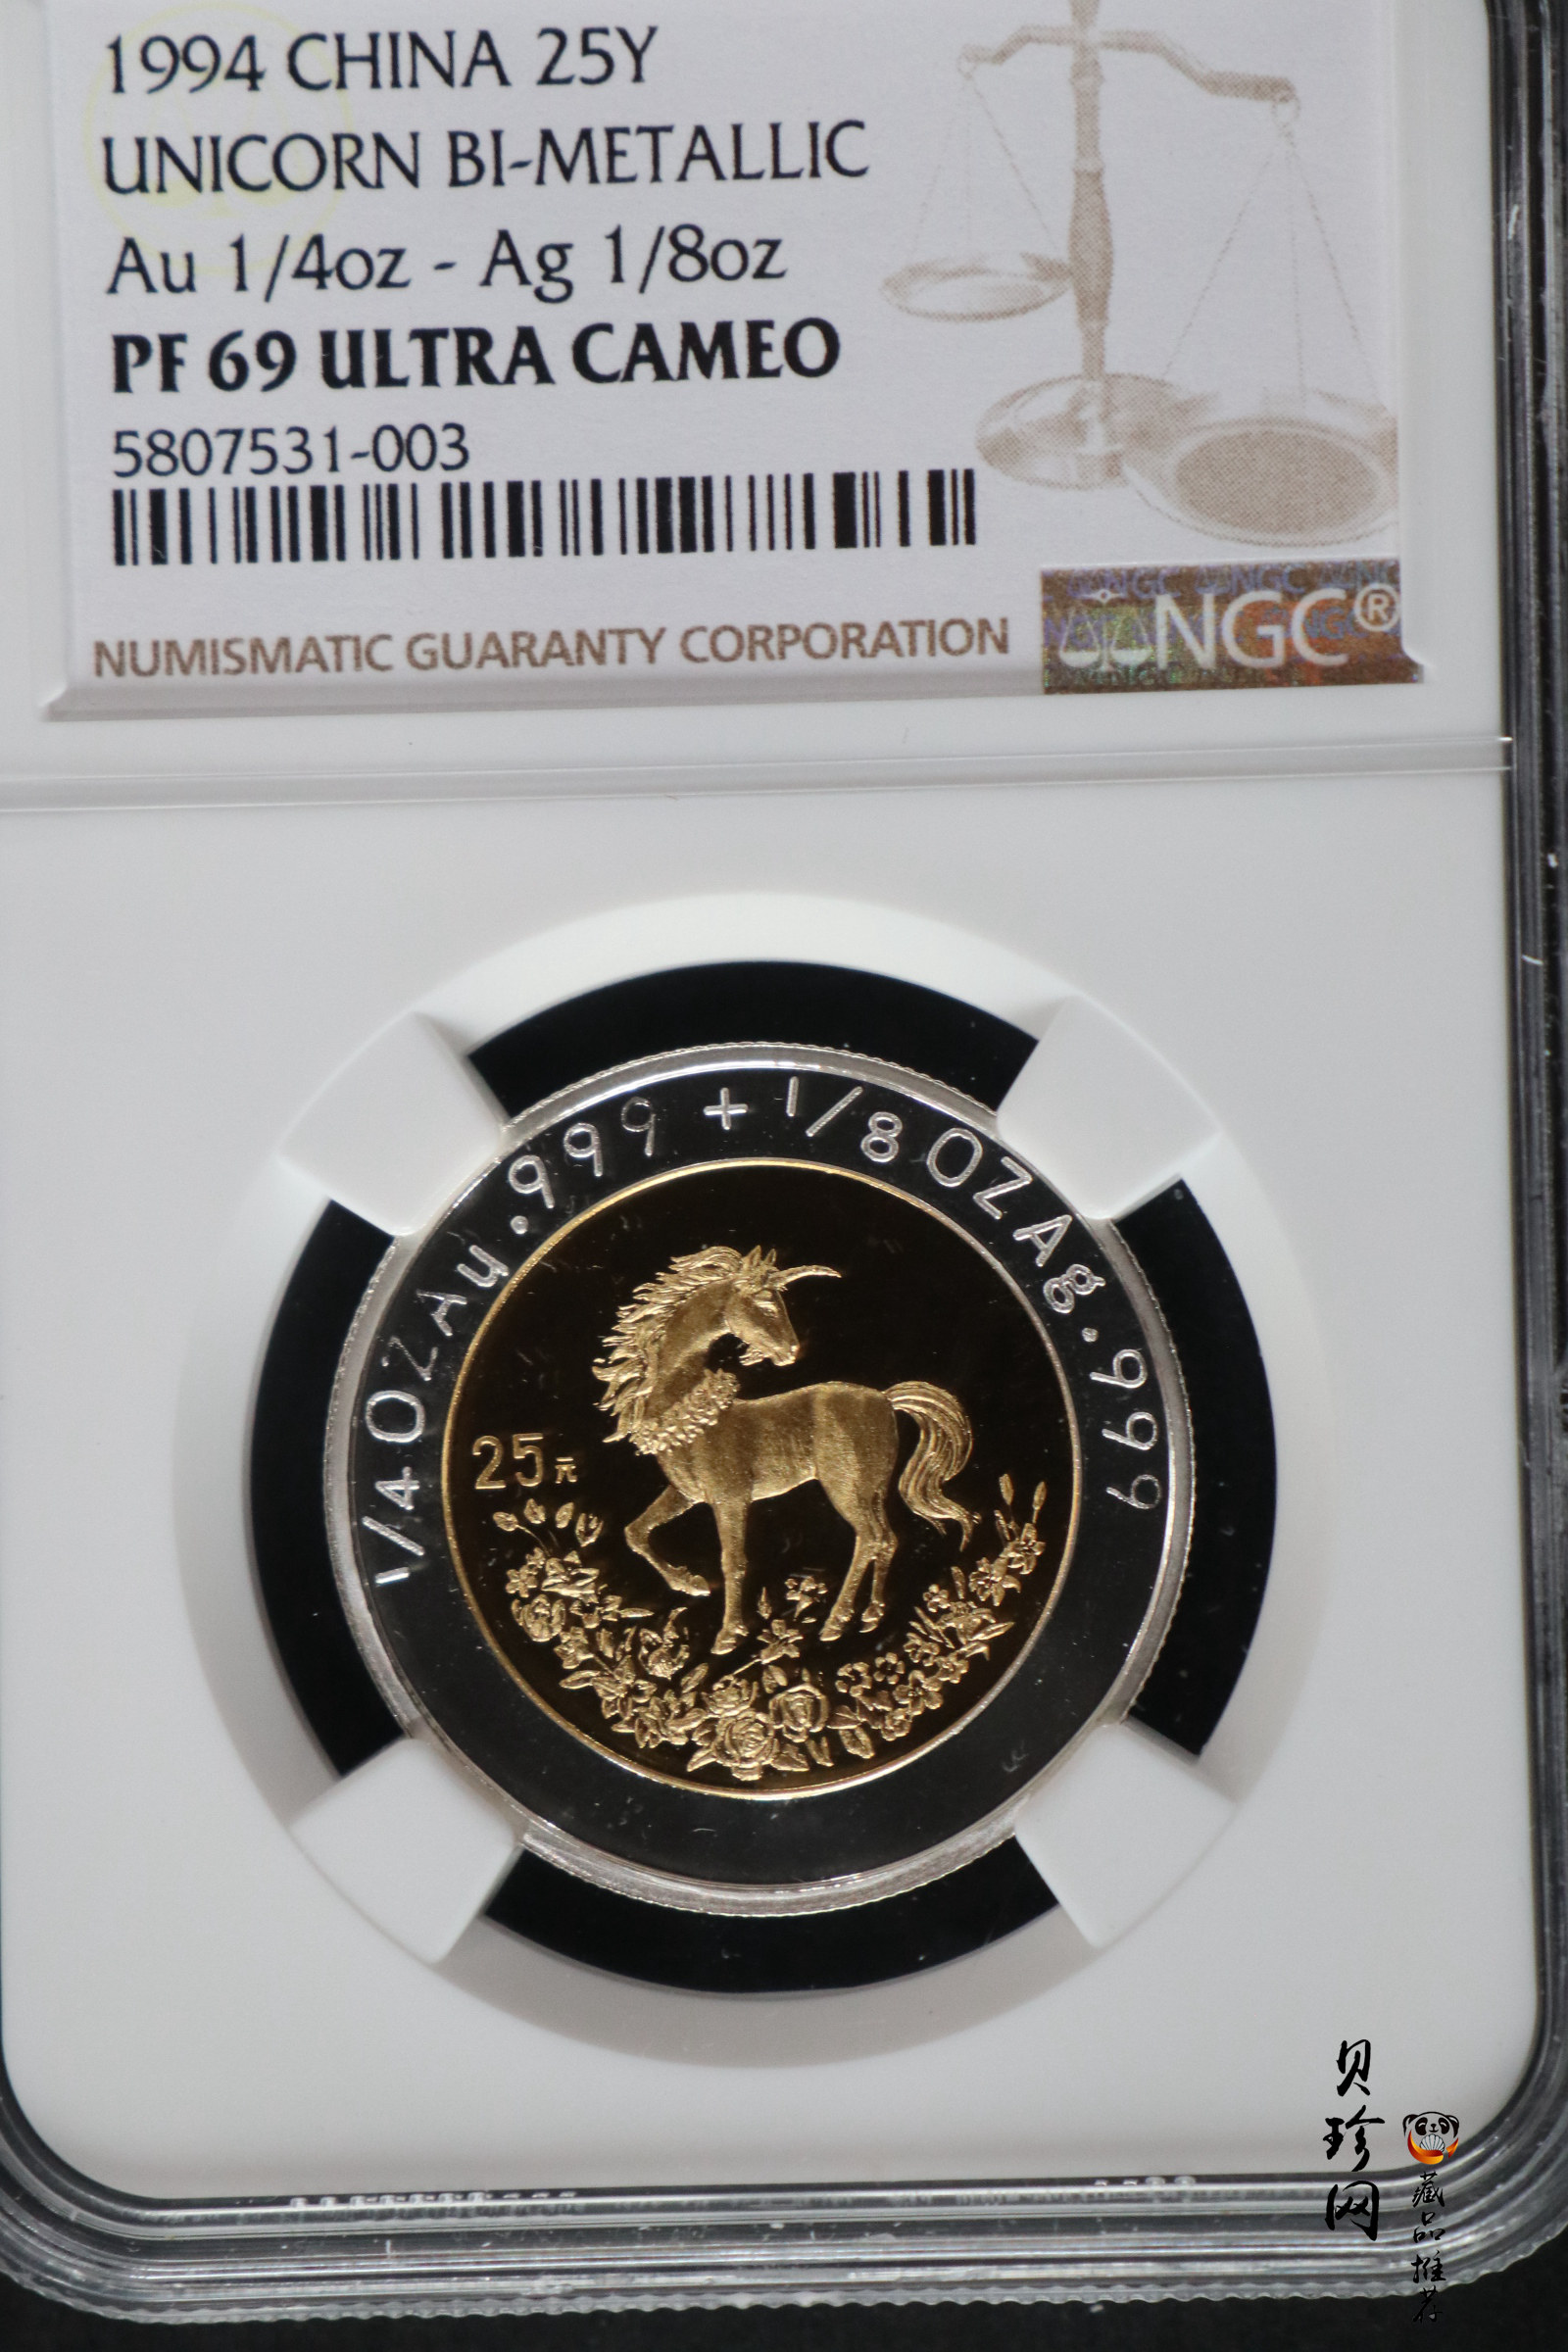 1994 CHINA 25Y
UNICORN BI-METALLIC
Au 1/4oz - Ag 1/8oz
PF 69 ULTRA CAMEO
5807531-003
NUMISMATIC GUARANTY CORPORATION
NGC®
1/4OZAu.999+1/8OZAg.999
25元
贝珍网
藏品推荐